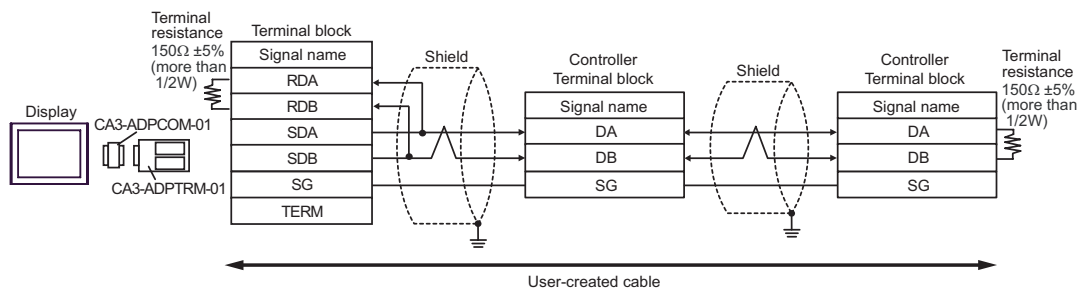 Terminal
resistance
150Ω ±5%
(more than
1/2W)
Terminal block
Signal name
RDA
RDB
SDA
SDB
SG
TERM
Display
CA3-ADPCOM-01
CA3-ADPTRM-01
Shield
Controller
Terminal block
Signal name
DA
DB
SG
Shield
Controller
Terminal block
Signal name
DA
DB
SG
Terminal
resistance
150Ω ±5%
(more than
1/2W)
User-created cable